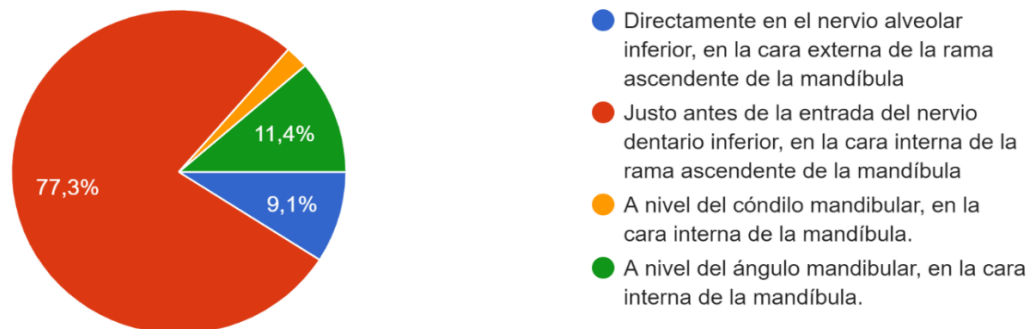 77,3%
11,4%
9,1%
Directamente en el nervio alveolar
inferior, en la cara externa de la rama
ascendente de la mandíbula
Justo antes de la entrada del nervio
dentario inferior, en la cara interna de la
rama ascendente de la mandíbula
A nivel del cóndilo mandibular, en la
cara interna de la mandíbula.
A nivel del ángulo mandibular, en la cara
interna de la mandíbula.